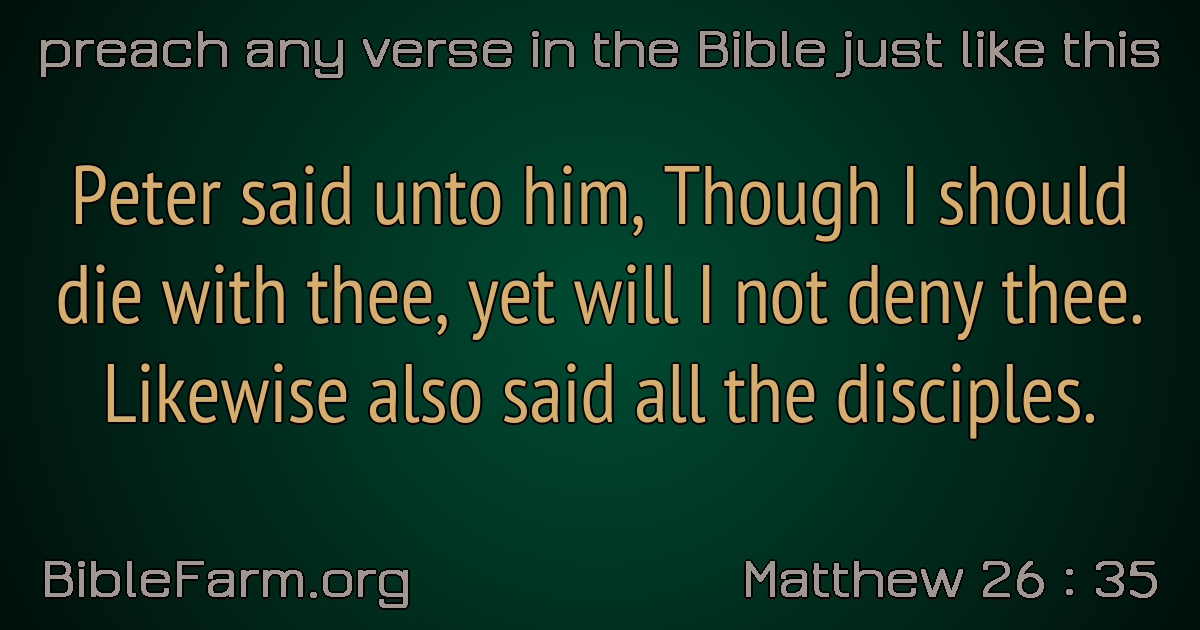 preach any verse in the Bible just like this
Peter said unto him, Though I should
die with thee, yet will I not deny thee.
Likewise also said all the disciples.
BibleFarm.org
Matthew 26 : 35